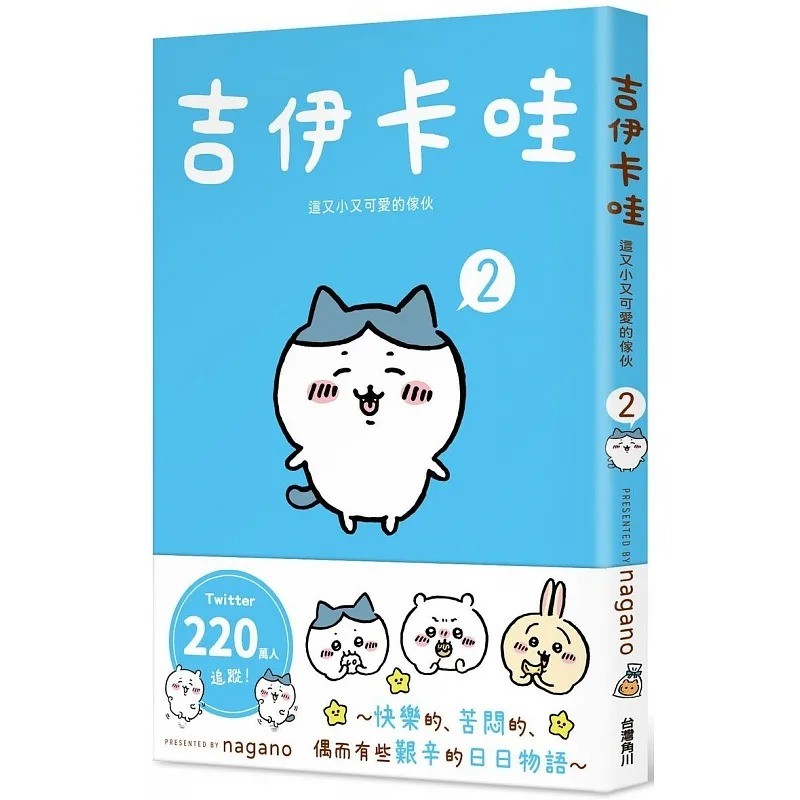 吉伊卡哇
這又小又可愛的傢伙
2
Twitter
220萬人
追蹤!
PRESENTED BY nagano
~快樂的、苦悶的、
偶而有些艱辛的日日物語~
吉伊卡哇
這又小又可愛的傢伙
2
PRESENTED BY nagano
台灣角川